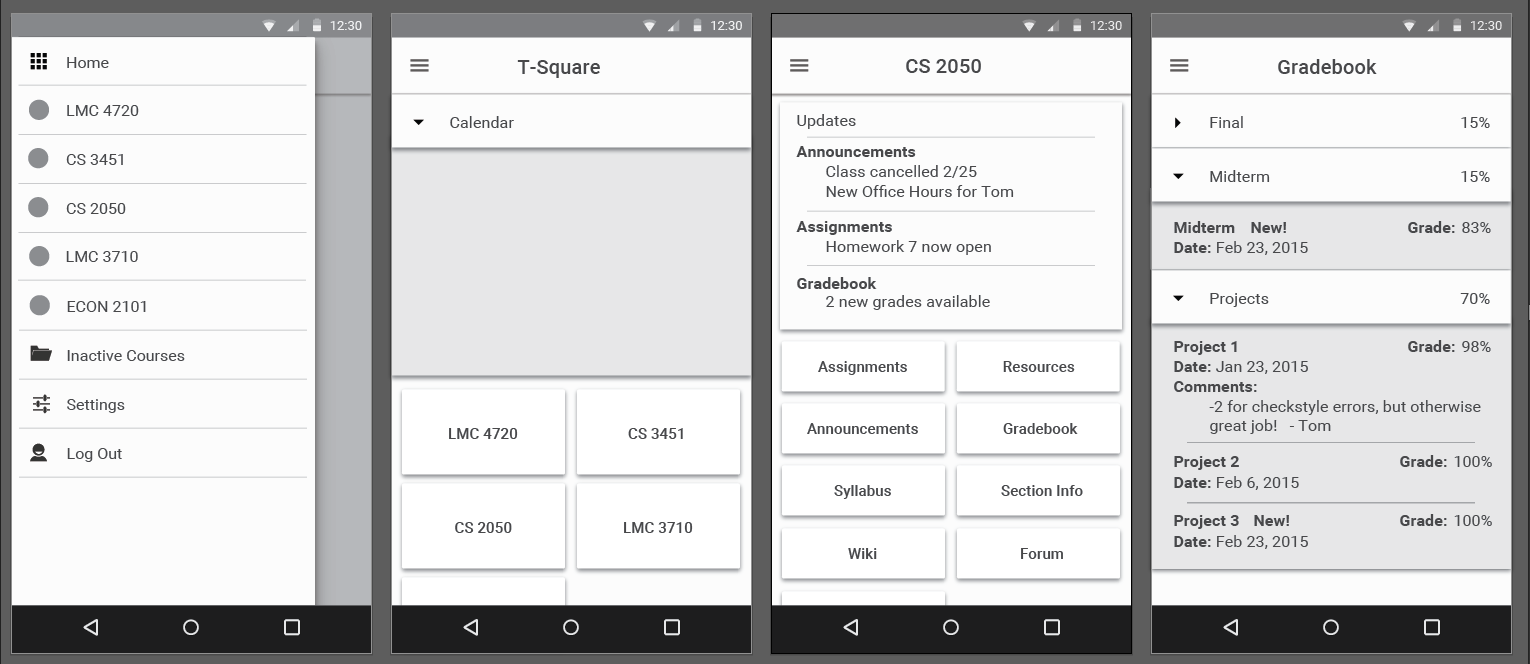 12:30
Home
LMC 4720
CS 3451
CS 2050
LMC 3710
ECON 2101
Inactive Courses
Settings
Log Out
12:30
T-Square
Calendar
LMC 4720
CS 3451
CS 2050
LMC 3710
12:30
CS 2050
Updates
Announcements
Class cancelled 2/25
New Office Hours for Tom
Assignments
Homework 7 now open
Gradebook
2 new grades available
Assignments
Resources
Announcements
Gradebook
Syllabus
Section Info
Wiki
Forum
12:30
Gradebook
Final 15%
Midterm 15%
Midterm New! Grade: 83%
Date: Feb 23, 2015
Projects 70%
Project 1 Grade: 98%
Date: Jan 23, 2015
Comments:
-2 for checkstyle errors, but otherwise
great job! - Tom
Project 2 Grade: 100%
Date: Feb 6, 2015
Project 3 New! Grade: 100%
Date: Feb 23, 2015